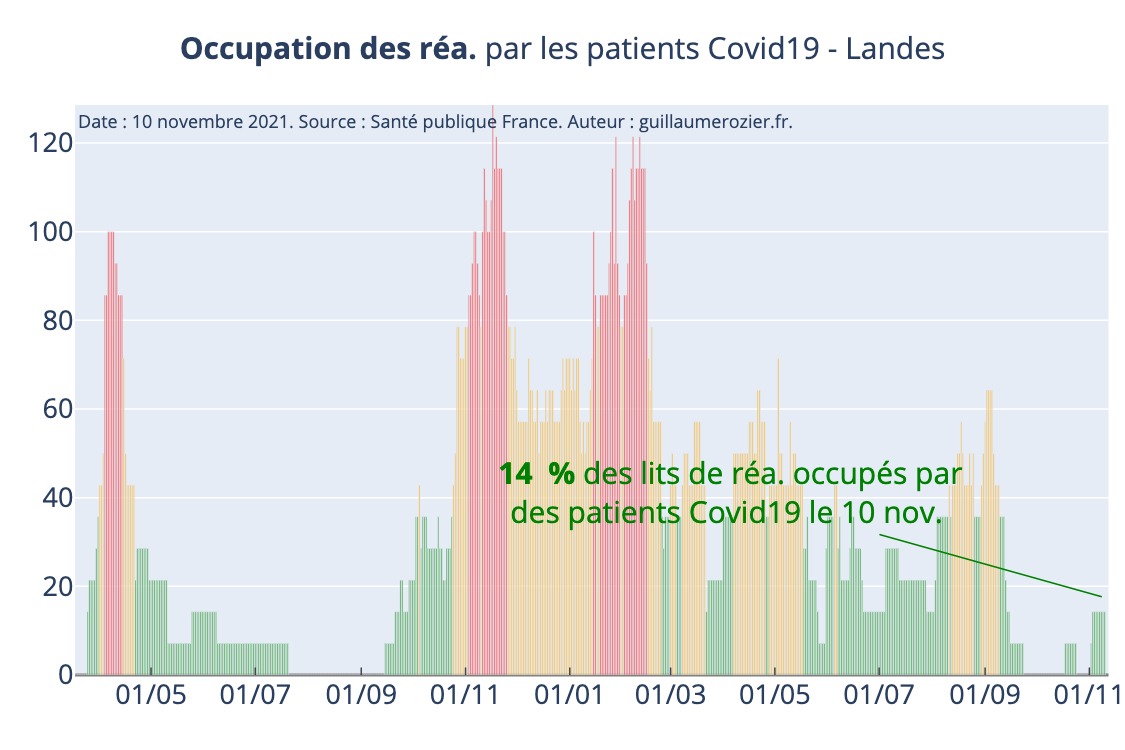 Occupation des réa. par les patients Covid19 - Landes
Date : 10 novembre 2021. Source : Santé publique France. Auteur : guillaumerozier.fr.
120
100
80
60
40
20
0
14 % des lits de réa. occupés par
des patients Covid19 le 10 nov.
01/05 01/07 01/09 01/11 01/01 01/03 01/05 01/07 01/09 01/11